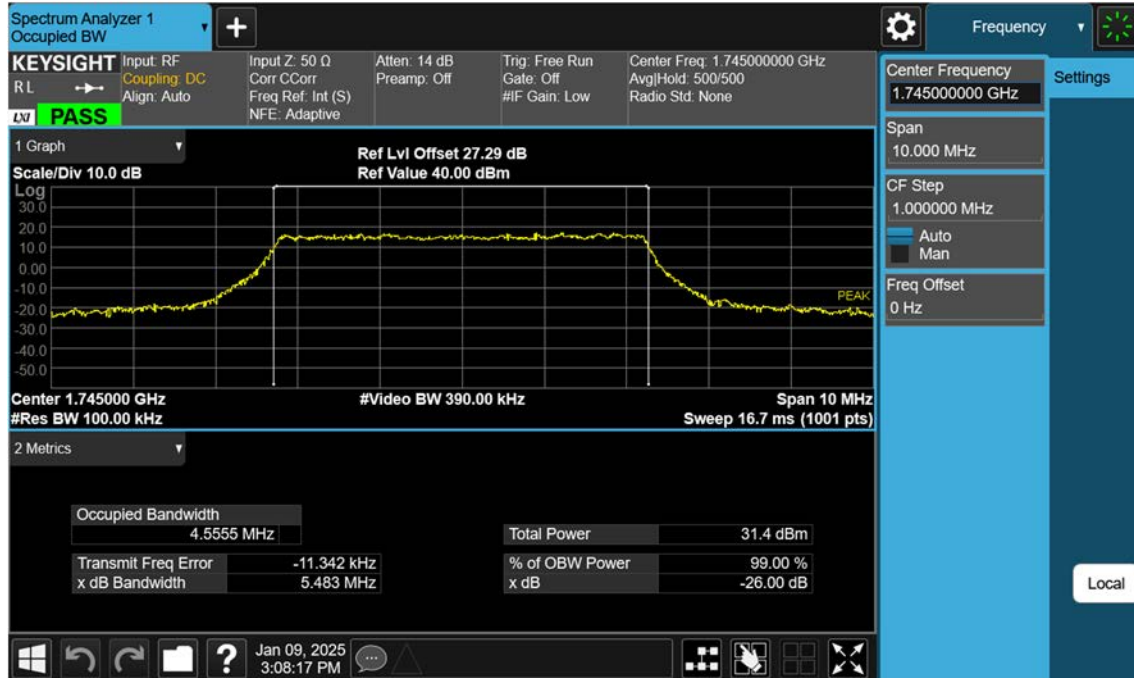 Spectrum Analyzer 1
Occupied BW
Frequency
KEYSIGHT
R L
LXI
PASS
Input: RF
Coupling: DC
Align: Auto
Input Z: 50 Ω
Corr CCorr
Freq Ref: Int (S)
NFE: Adaptive
Atten: 14 dB
Preamp: Off
Trig: Free Run
Gate: Off
#IF Gain: Low
Center Freq: 1.745000000 GHz
Avg|Hold: 500/500
Radio Std: None
1 Graph
Scale/Div 10.0 dB
Ref Lvl Offset 27.29 dB
Ref Value 40.00 dBm
Log
30.0
20.0
10.0
0.00
-10.0
-20.0
-30.0
-40.0
-50.0
PEAK
Center 1.745000 GHz
#Video BW 390.00 kHz
Span 10 MHz
#Res BW 100.00 kHz
Sweep 16.7 ms (1001 pts)
2 Metrics
Occupied Bandwidth
4.5555 MHz
Total Power 31.4 dBm
Transmit Freq Error -11.342 kHz
% of OBW Power 99.00 %
x dB Bandwidth 5.483 MHz
x dB -26.00 dB
Center Frequency
1.745000000 GHz
Settings
Span
10.000 MHz
CF Step
1.000000 MHz
Auto
Man
Freq Offset
0 Hz
Local
?
Jan 09, 2025
3:08:17 PM